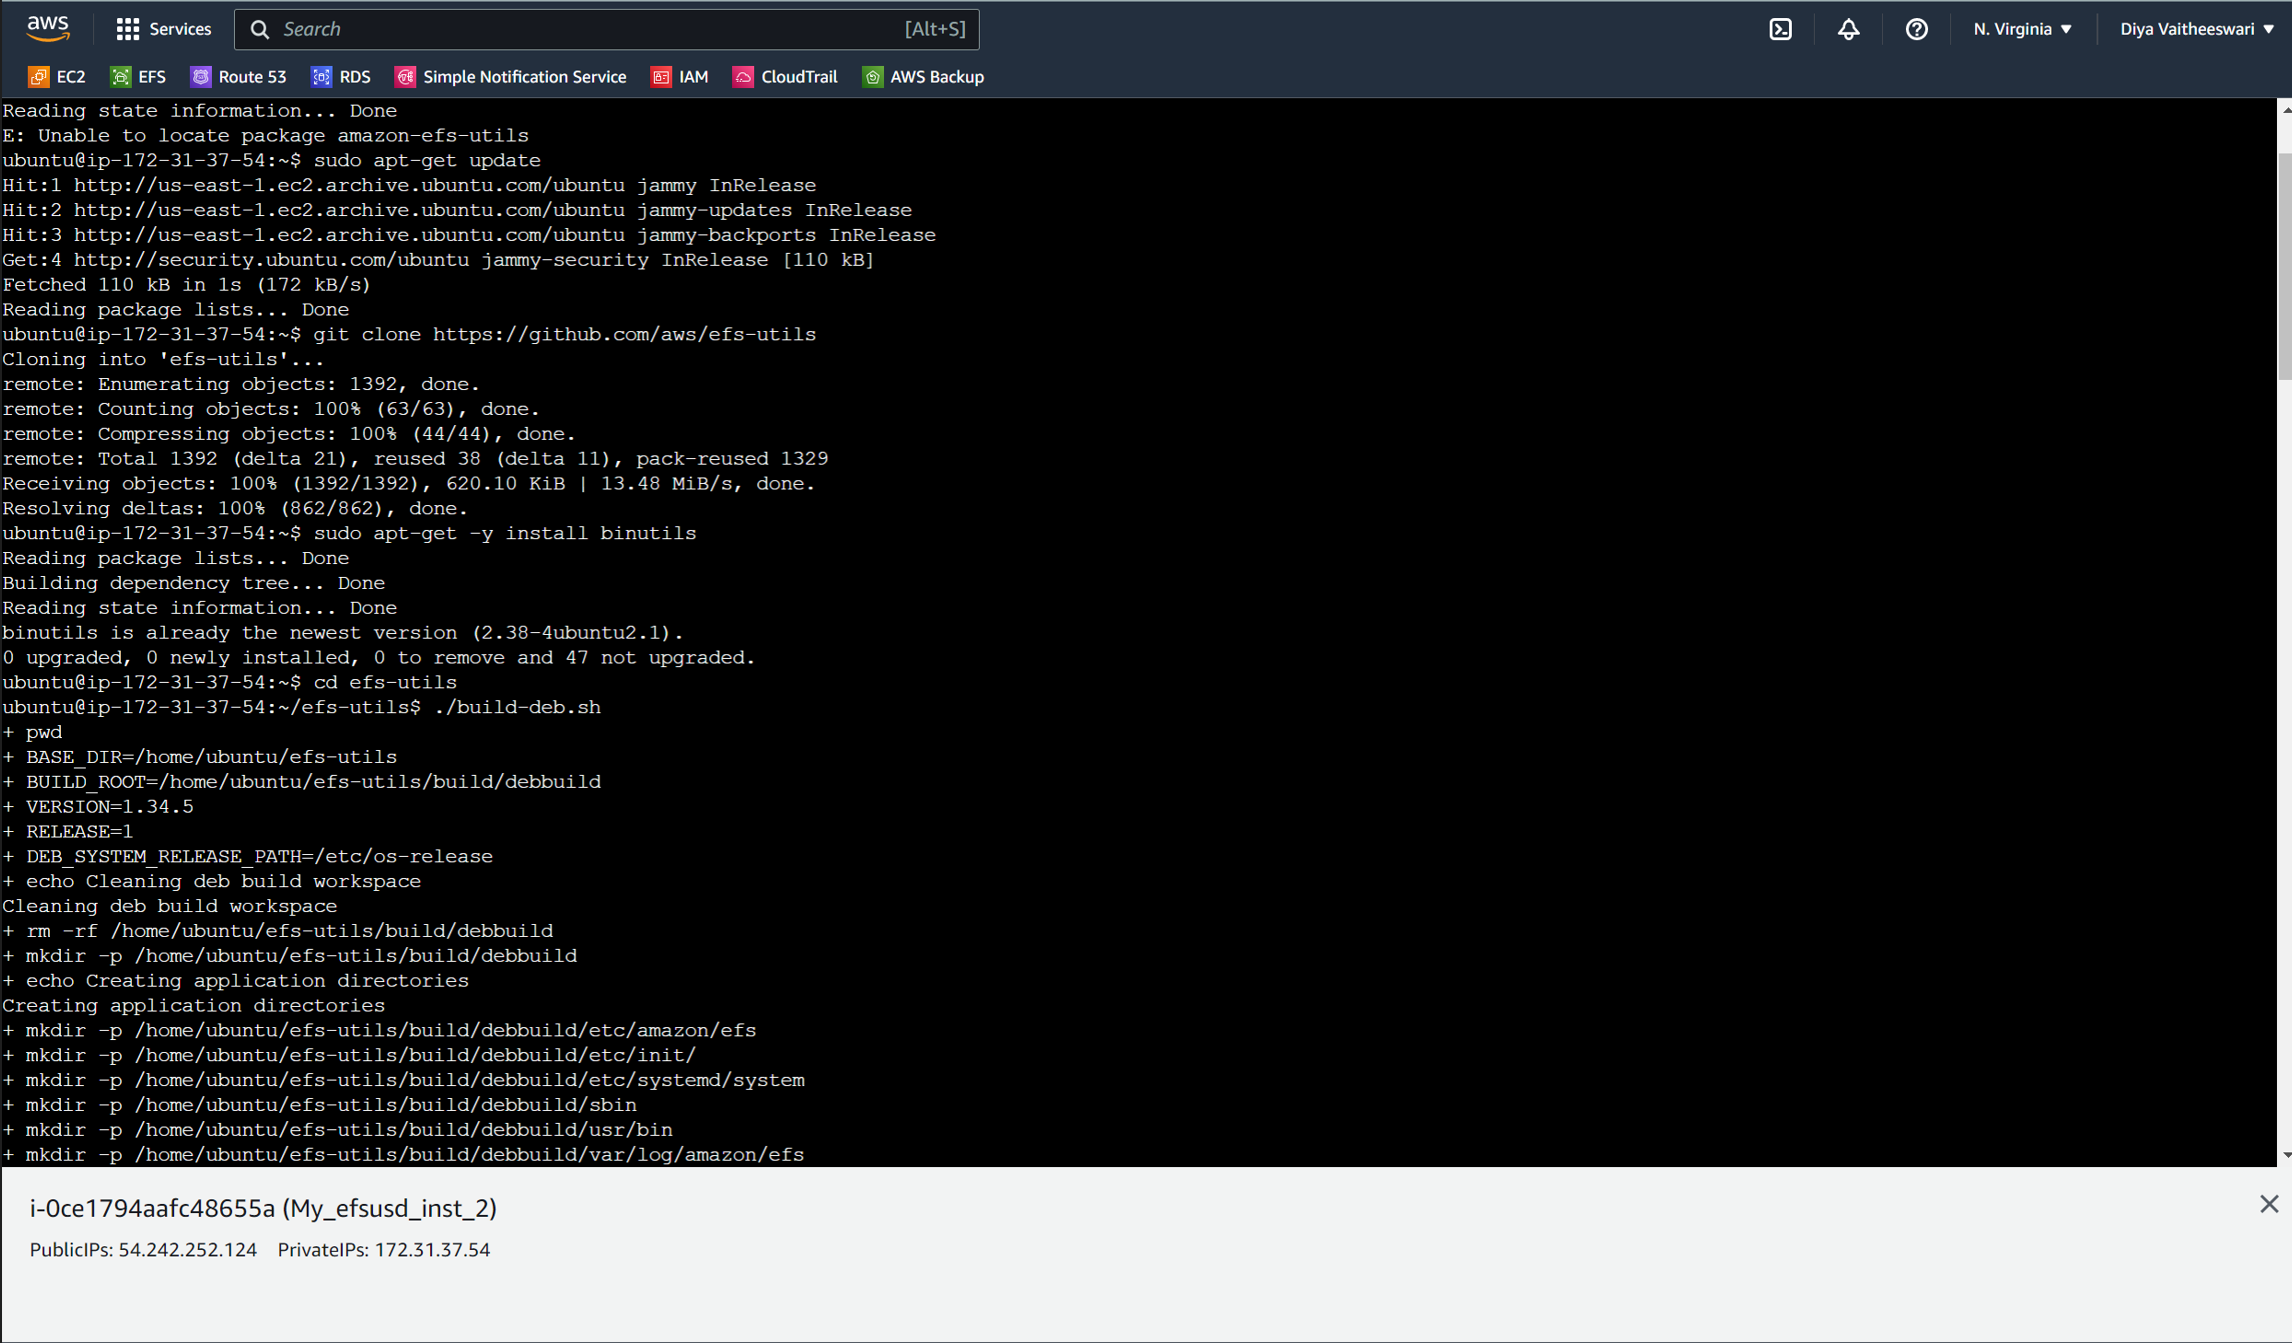 aws
Services
Search
[Alt+S]
N. Virginia
Diya Vaitheeswari
EC2
EFS
Route 53
RDS
Simple Notification Service
IAM
CloudTrail
AWS Backup
Reading state information... Done
E: Unable to locate package amazon-efs-utils
ubuntu@ip-172-31-37-54:~$ sudo apt-get update
Hit:1 http://us-east-1.ec2.archive.ubuntu.com/ubuntu jammy InRelease
Hit:2 http://us-east-1.ec2.archive.ubuntu.com/ubuntu jammy-updates InRelease
Hit:3 http://us-east-1.ec2.archive.ubuntu.com/ubuntu jammy-backports InRelease
Get:4 http://security.ubuntu.com/ubuntu jammy-security InRelease [110 kB]
Fetched 110 kB in 1s (172 kB/s)
Reading package lists... Done
ubuntu@ip-172-31-37-54:~$ git clone https://github.com/aws/efs-utils
Cloning into 'efs-utils'...
remote: Enumerating objects: 1392, done.
remote: Counting objects: 100% (63/63), done.
remote: Compressing objects: 100% (44/44), done.
remote: Total 1392 (delta 21), reused 38 (delta 11), pack-reused 1329
Receiving objects: 100% (1392/1392), 620.10 KiB | 13.48 MiB/s, done.
Resolving deltas: 100% (862/862), done.
ubuntu@ip-172-31-37-54:~$ sudo apt-get -y install binutils
Reading package lists... Done
Building dependency tree... Done
Reading state information... Done
binutils is already the newest version (2.38-4ubuntu2.1).
0 upgraded, 0 newly installed, 0 to remove and 47 not upgraded.
ubuntu@ip-172-31-37-54:~$ cd efs-utils
ubuntu@ip-172-31-37-54:~/efs-utils$ ./build-deb.sh
+ pwd
+ BASE_DIR=/home/ubuntu/efs-utils
+ BUILD_ROOT=/home/ubuntu/efs-utils/build/debbuild
+ VERSION=1.34.5
+ RELEASE=1
+ DEB_SYSTEM_RELEASE_PATH=/etc/os-release
+ echo Cleaning deb build workspace
Cleaning deb build workspace
+ rm -rf /home/ubuntu/efs-utils/build/debbuild
+ mkdir -p /home/ubuntu/efs-utils/build/debbuild
+ echo Creating application directories
Creating application directories
+ mkdir -p /home/ubuntu/efs-utils/build/debbuild/etc/amazon/efs
+ mkdir -p /home/ubuntu/efs-utils/build/debbuild/etc/init/
+ mkdir -p /home/ubuntu/efs-utils/build/debbuild/etc/systemd/system
+ mkdir -p /home/ubuntu/efs-utils/build/debbuild/sbin
+ mkdir -p /home/ubuntu/efs-utils/build/debbuild/usr/bin
+ mkdir -p /home/ubuntu/efs-utils/build/debbuild/var/log/amazon/efs
i-0ce1794aafc48655a (My_efsusd_inst_2)
PublicIPs: 54.242.252.124 PrivateIPs: 172.31.37.54